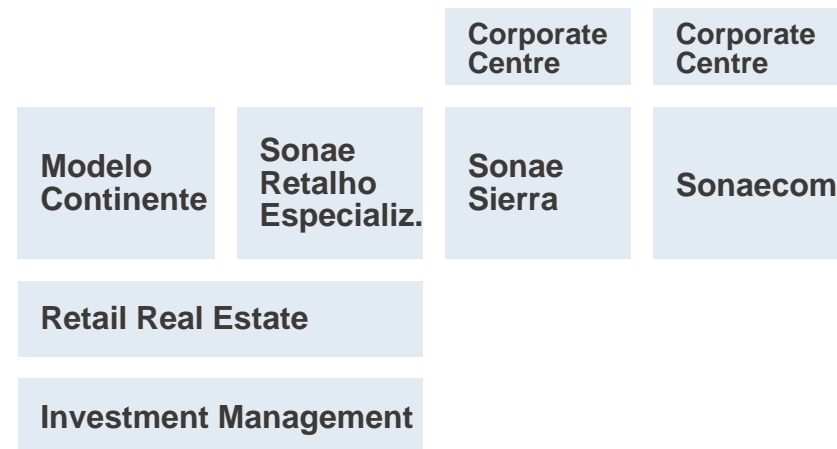 Corporate
Centre
Corporate
Centre
Modelo
Continente
Sonae
Retalho
Especializ.
Sonae
Sierra
Sonaecom
Retail Real Estate
Investment Management